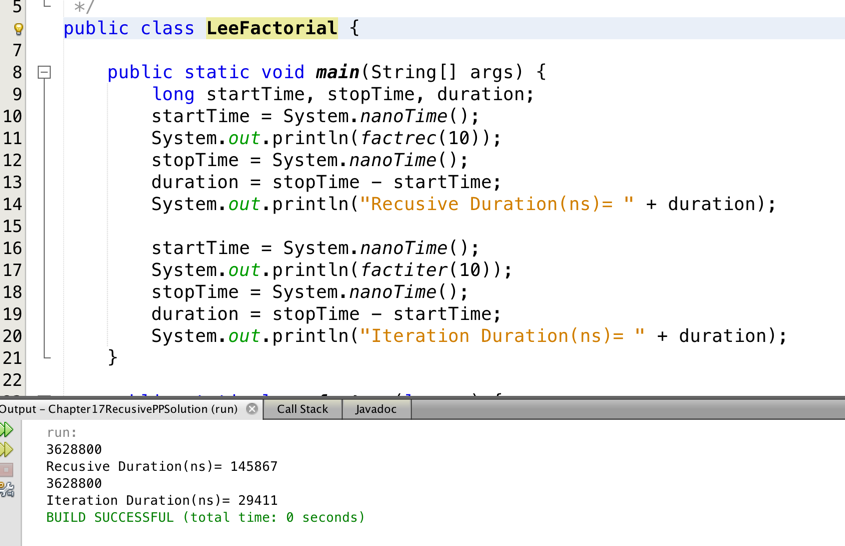 5 */
public class LeeFactorial {
7
8 public static void main(String[] args) {
9 long startTime, stopTime, duration;
10 startTime = System.nanoTime();
11 System.out.println(factrec(10));
12 stopTime = System.nanoTime();
13 duration = stopTime - startTime;
14 System.out.println("Recusive Duration(ns)= " + duration);
15
16 startTime = System.nanoTime();
17 System.out.println(factiter(10));
18 stopTime = System.nanoTime();
19 duration = stopTime - startTime;
20 System.out.println("Iteration Duration(ns)= " + duration);
21 }
22
Output - Chapter17RecusivePPSolution (run) Call Stack Javadoc
run:
3628800
Recusive Duration(ns)= 145867
3628800
Iteration Duration(ns)= 29411
BUILD SUCCESSFUL (total time: 0 seconds)